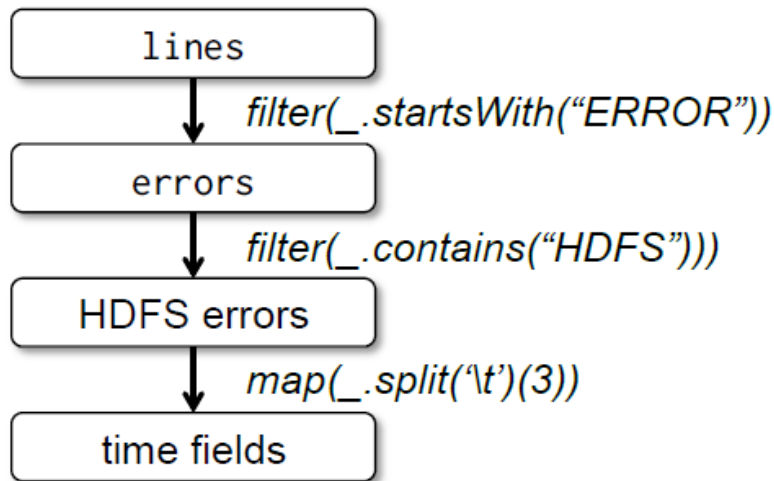 lines
filter(_.startsWith(“ERROR”))
errors
filter(_.contains(“HDFS”)))
HDFS errors
map(_.split(‘\t’)(3))
time fields